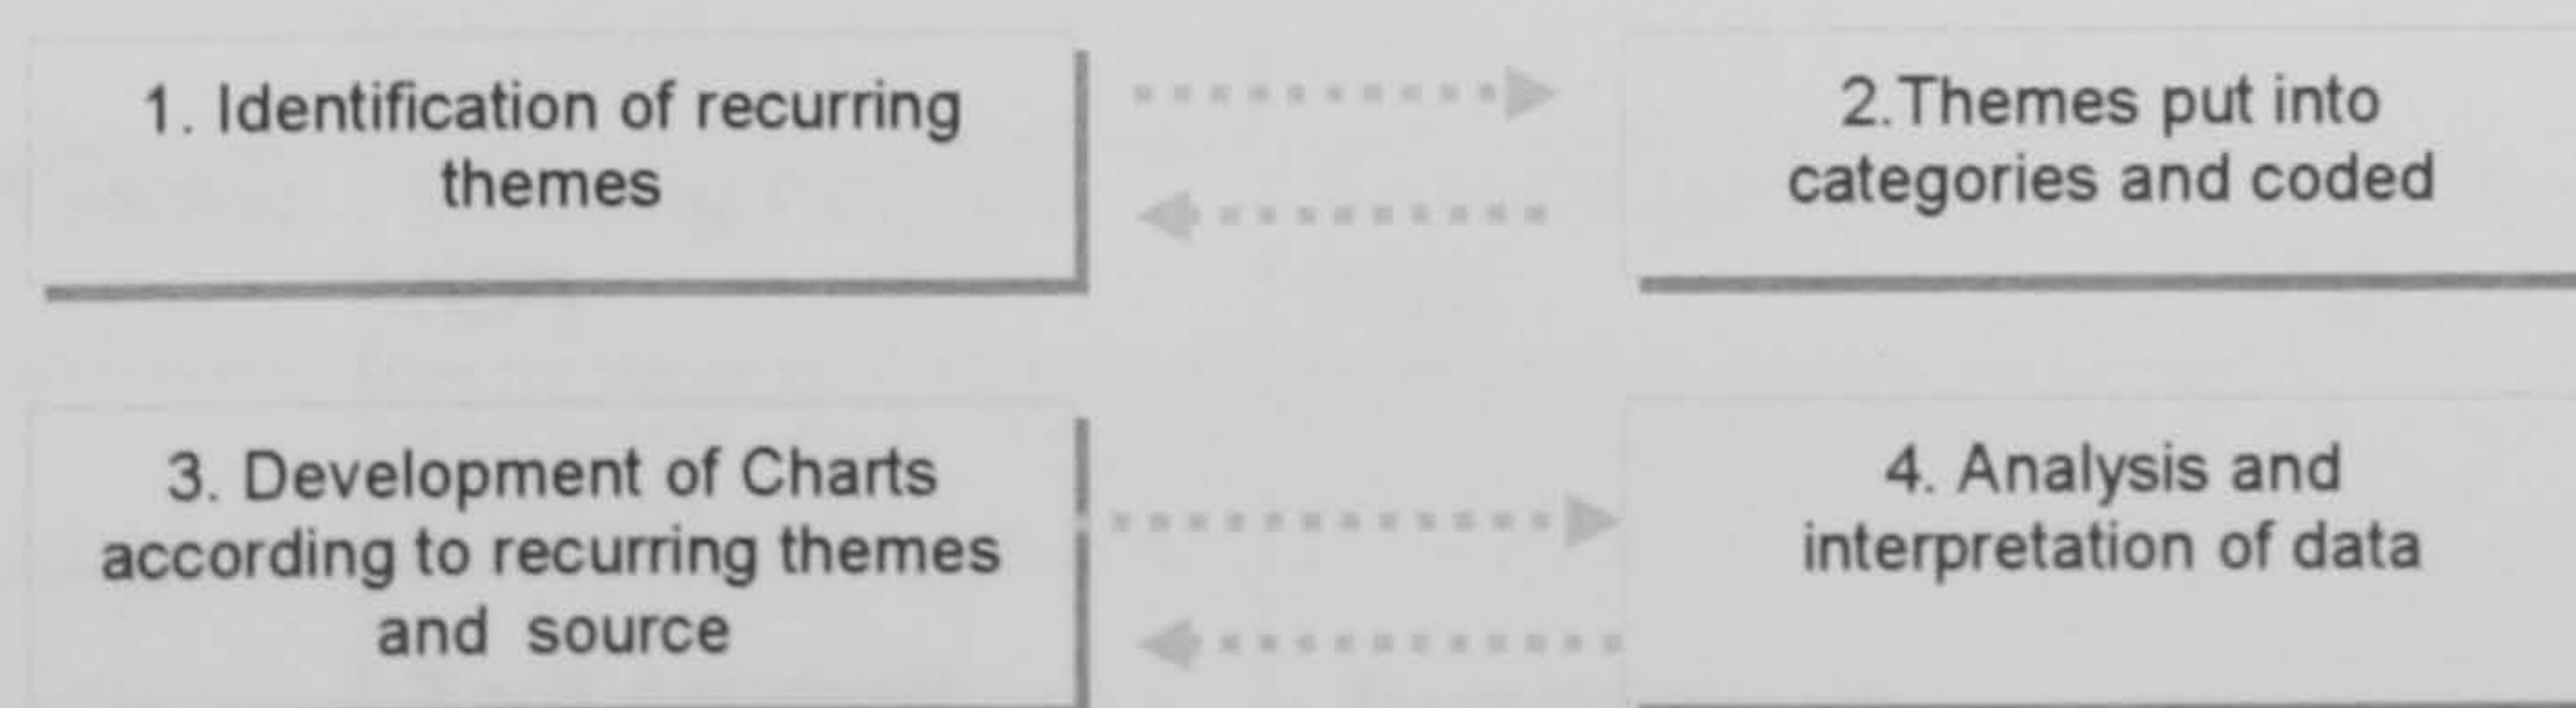 1. Identification of recurring
themes
2.Themes put into
categories and coded
3. Development of Charts
according to recurring themes
and source
4. Analysis and
interpretation of data